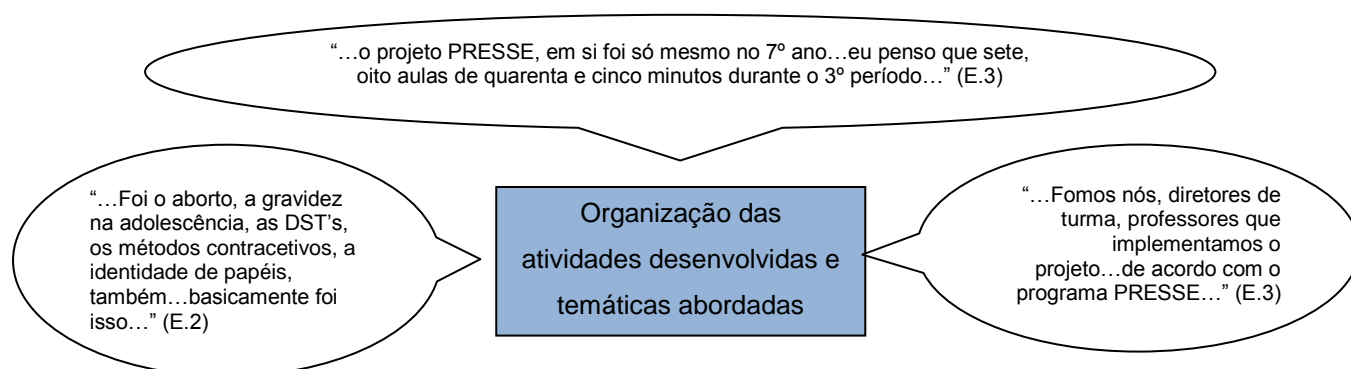 “…o projeto PRESSE, em si foi só mesmo no 7º ano…eu penso que sete,
oito aulas de quarenta e cinco minutos durante o 3º período…” (E.3)
“…Foi o aborto, a gravidez
na adolescência, as DST’s,
os métodos contracetivos, a
identidade de papéis,
também…basicamente foi
isso…” (E.2)
Organização das
atividades desenvolvidas e
temáticas abordadas
“…Fomos nós, diretores de
turma, professores que
implementamos o
projeto…de acordo com o
programa PRESSE…” (E.3)